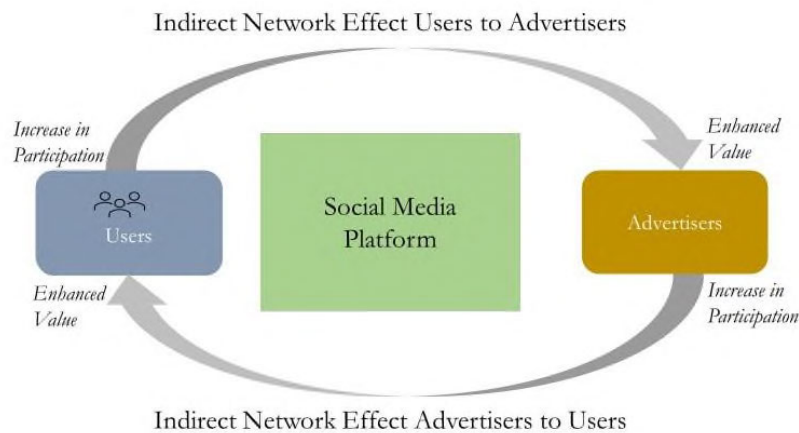 Indirect Network Effect Users to Advertisers
Increase in
Participation
Enhanced
Value
Users
Social Media
Platform
Advertisers
Enhanced
Value
Increase in
Participation
Indirect Network Effect Advertisers to Users